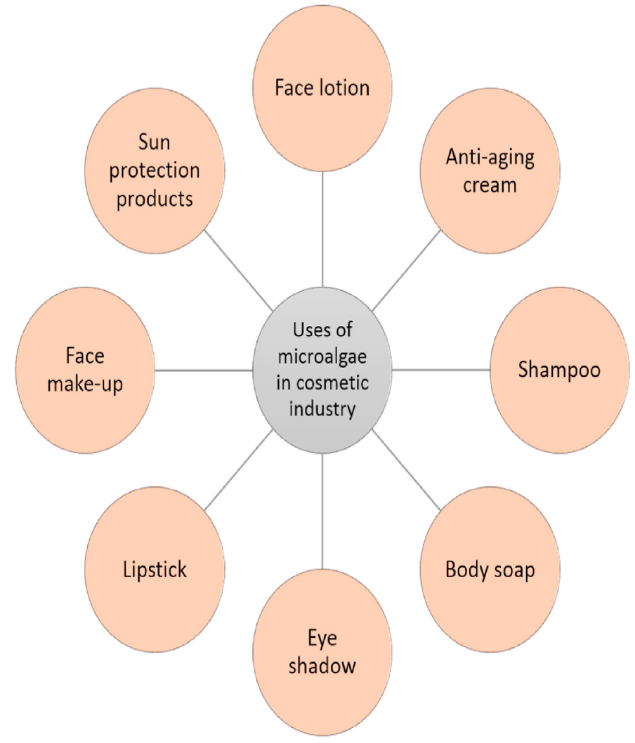 Face lotion
Anti-aging
cream
Shampoo
Body soap
Eye
shadow
Lipstick
Face
make-up
Sun
protection
products
Uses of
microalgae
in cosmetic
industry